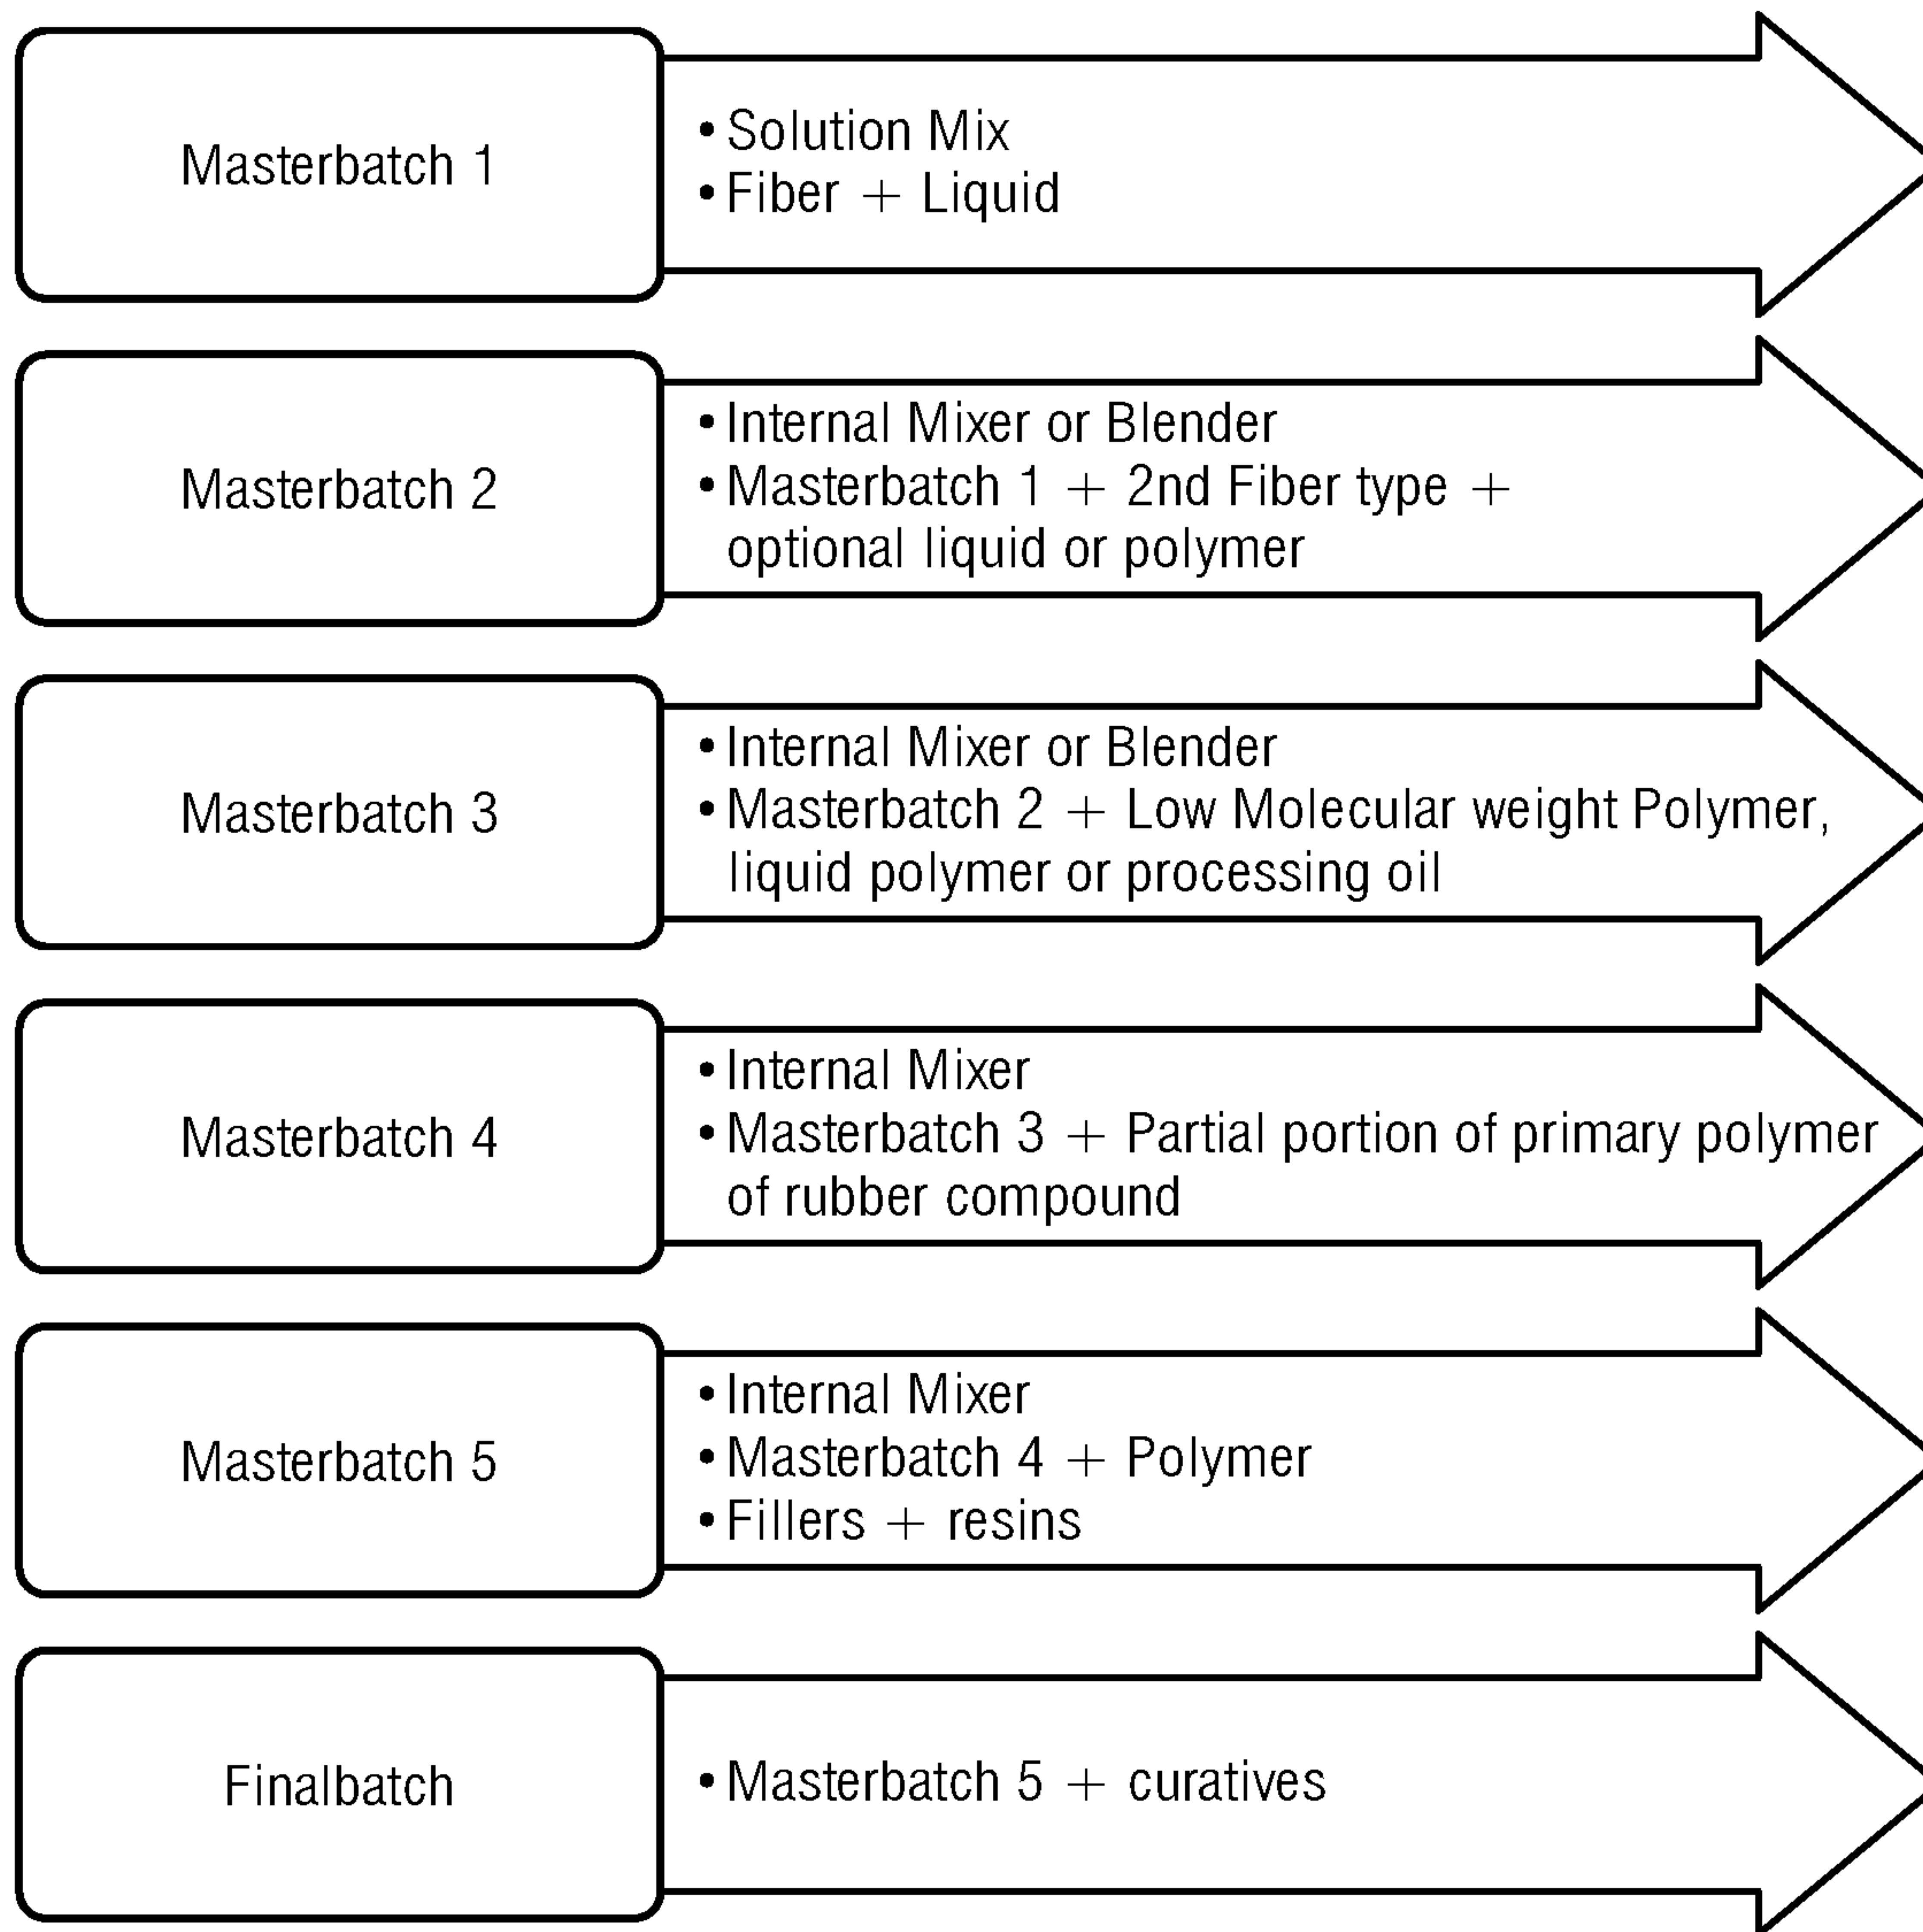 Masterbatch 1
• Solution Mix
• Fiber + Liquid
Masterbatch 2
• Internal Mixer or Blender
• Masterbatch 1 + 2nd Fiber type +
optional liquid or polymer
Masterbatch 3
• Internal Mixer or Blender
• Masterbatch 2 + Low Molecular weight Polymer,
liquid polymer or processing oil
Masterbatch 4
• Internal Mixer
• Masterbatch 3 + Partial portion of primary polymer
of rubber compound
Masterbatch 5
• Internal Mixer
• Masterbatch 4 + Polymer
• Fillers + resins
Finalbatch
• Masterbatch 5 + curatives